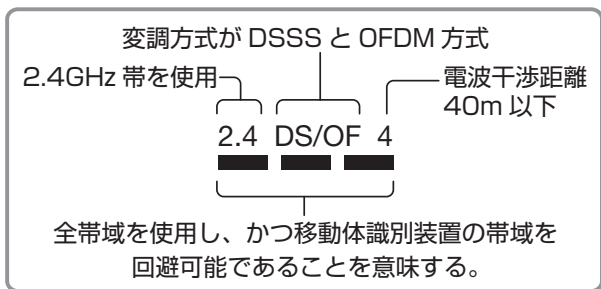 変調方式が DSSS と OFDM 方式
2.4GHz 帯を使用
電波干渉距離
40m 以下
2.4 DS/OF 4
全帯域を使用し、かつ移動体識別装置の帯域を
回避可能であることを意味する。